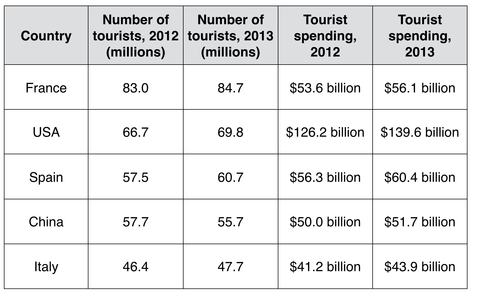 Country
Number of
tourists, 2012
(millions)
Number of
tourists, 2013
(millions)
Tourist
spending,
2012
Tourist
spending,
2013
France 83.0 84.7 $53.6 billion $56.1 billion
USA 66.7 69.8 $126.2 billion $139.6 billion
Spain 57.5 60.7 $56.3 billion $60.4 billion
China 57.7 55.7 $50.0 billion $51.7 billion
Italy 46.4 47.7 $41.2 billion $43.9 billion